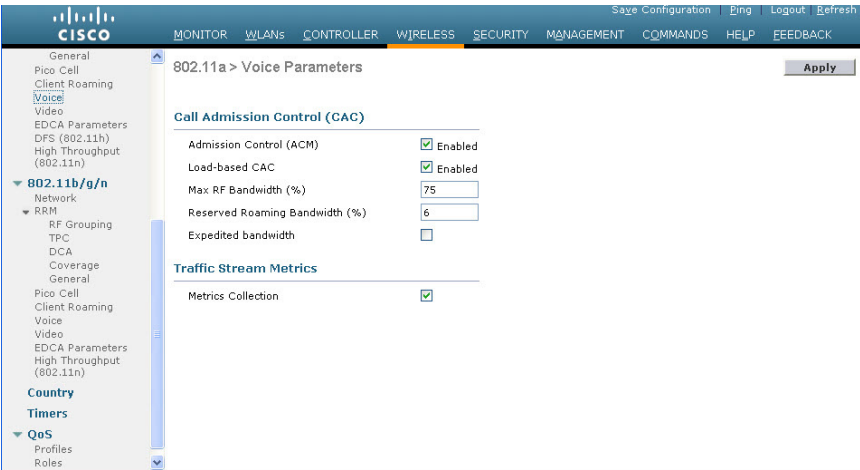 Save Configuration | Ping | Logout | Refresh
CISCO
MONITOR WLANs CONTROLLER WIRELESS SECURITY MANAGEMENT COMMANDS HELP FEEDBACK
General
Pico Cell
Client Roaming
Voice
Video
EDCA Parameters
DFS (802.11h)
High Throughput
(802.11n)
802.11b/g/n
Network
RRM
RF Grouping
TPC
DCA
Coverage
General
Pico Cell
Client Roaming
Voice
Video
EDCA Parameters
High Throughput
(802.11n)
Country
Timers
QoS
Profiles
Roles
802.11a > Voice Parameters
Apply
Call Admission Control (CAC)
Admission Control (ACM) Enabled
Load-based CAC Enabled
Max RF Bandwidth (%) 75
Reserved Roaming Bandwidth (%) 6
Expedited bandwidth
Traffic Stream Metrics
Metrics Collection